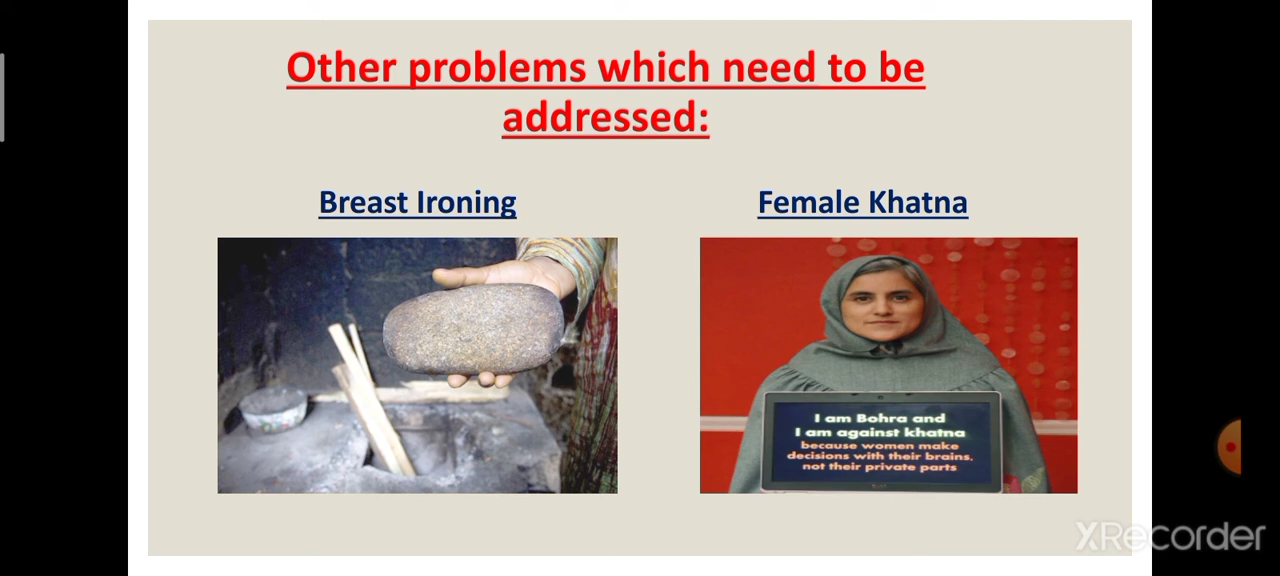 Other problems which need to be
addressed:
Breast Ironing
Female Khatna
I am Bohra and
I am against khatna
because women make
decisions with their brains,
not their private parts
XRecorder